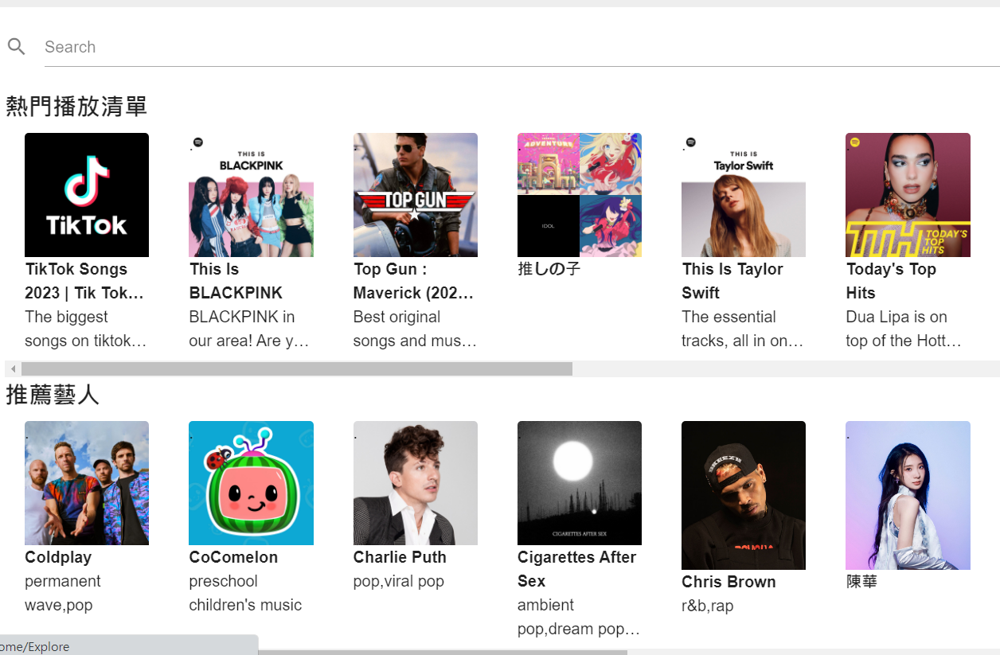 Search
熱門播放清單
TikTok
THIS IS
BLACKPINK
TOP GUN
ADVENTURE
IDOL
THIS IS
Taylor Swift
TTH TODAY'S
TOP
HITS
TikTok Songs
2023 | Tik Tok...
The biggest
songs on tiktok...
This Is
BLACKPINK
BLACKPINK in
our area! Are y...
Top Gun :
Maverick (202...
Best original
songs and mus...
推しの子
This Is Taylor
Swift
The essential
tracks, all in on...
Today's Top
Hits
Dua Lipa is on
top of the Hott...
推薦藝人
CIGARETTES AFTER SEX
Coldplay
permanent
wave,pop
CoComelon
preschool
children's music
Charlie Puth
pop,viral pop
Cigarettes After
Sex
ambient
pop,dream pop...
Chris Brown
r&b,rap
陳華
ome/Explore